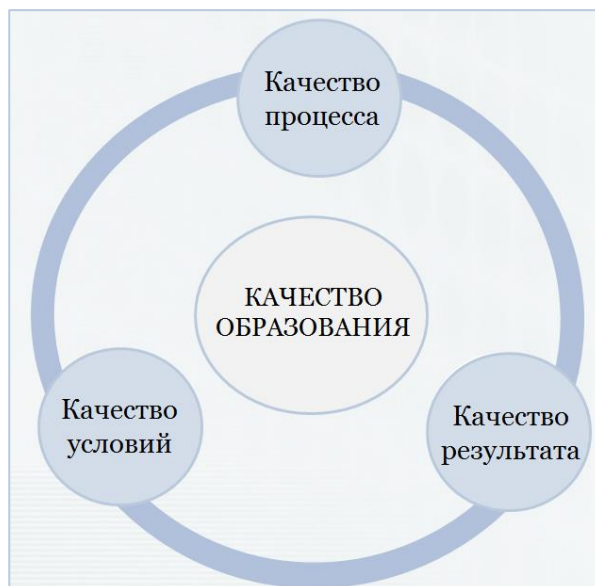 Качество
процесса
КАЧЕСТВО
ОБРАЗОВАНИЯ
Качество
условий
Качество
результата